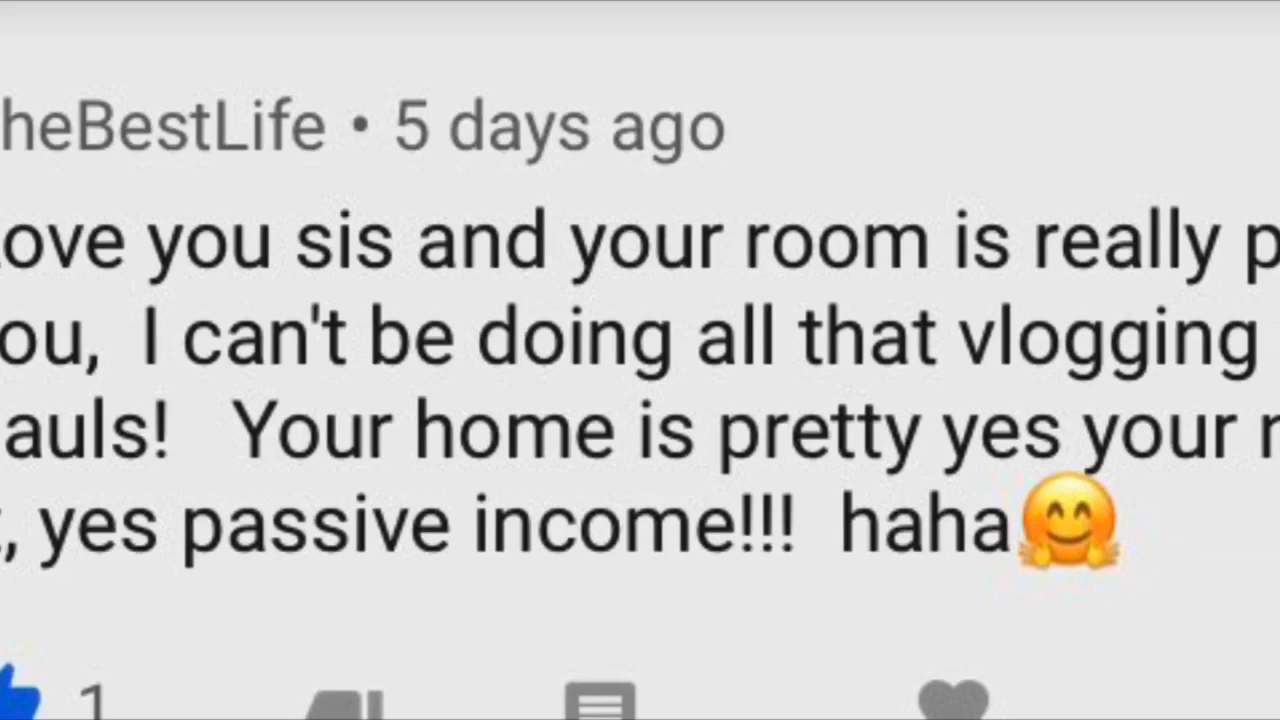 heBestLife • 5 days ago
ove you sis and your room is really p
ou, I can't be doing all that vlogging
auls! Your home is pretty yes your
, yes passive income!!! haha🤗
1